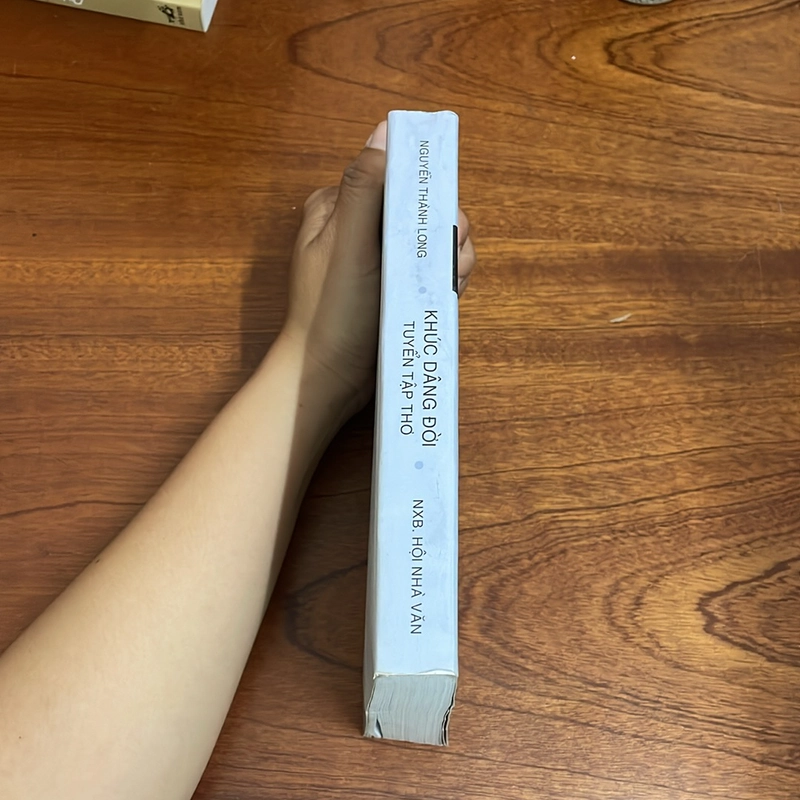 NGUYỄN THÀNH LONG
KHÚC DÂNG ĐỜI
TUYỂN TẬP THƠ
NXB. HỘI NHÀ VĂN